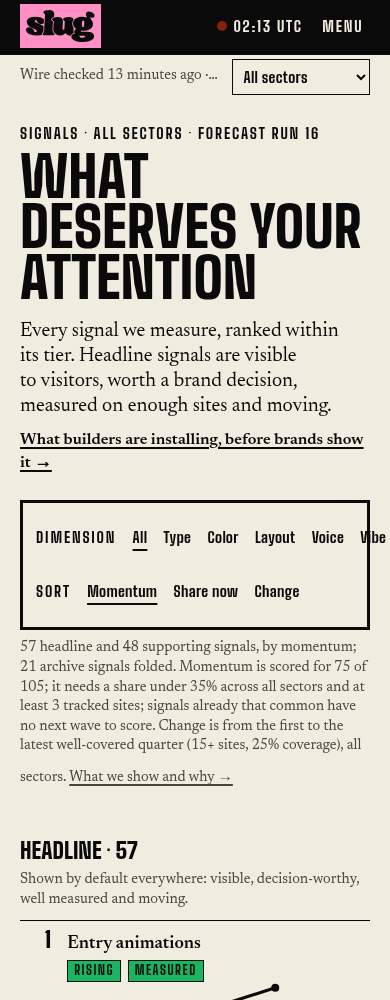 slug
02:13 UTC MENU
Wire checked 13 minutes ago ·...
All sectors
SIGNALS · ALL SECTORS · FORECAST RUN 16
WHAT
DESERVES YOUR
ATTENTION
Every signal we measure, ranked within
its tier. Headline signals are visible
to visitors, worth a brand decision,
measured on enough sites and moving.
What builders are installing, before brands show
it →
DIMENSION All Type Color Layout Voice Vibe
SORT Momentum Share now Change
57 headline and 48 supporting signals, by momentum;
21 archive signals folded. Momentum is scored for 75 of
105; it needs a share under 35% across all sectors and at
least 3 tracked sites; signals already that common have
no next wave to score. Change is from the first to the
latest well-covered quarter (15+ sites, 25% coverage), all
sectors. What we show and why →
HEADLINE · 57
Shown by default everywhere: visible, decision-worthy,
well measured and moving.
1 Entry animations
RISING MEASURED